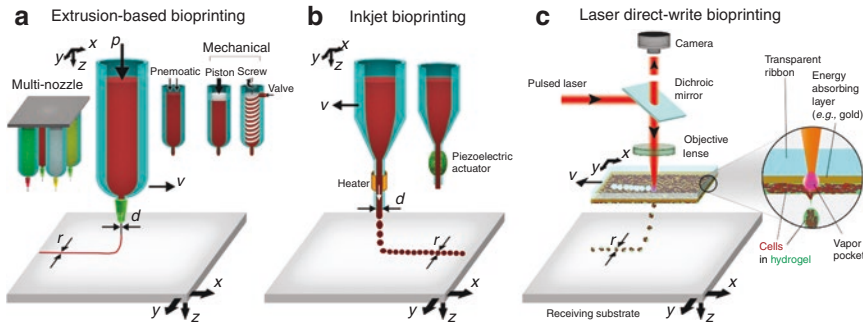 a Extrusion-based bioprinting
p
x
y
z
Multi-nozzle
Mechanical
Pnemoatic
Piston
Screw
Valve
v
d
r
x
y
z
b Inkjet bioprinting
x
y
z
v
Heater
d
Piezoelectric
actuator
r
x
y
z
c Laser direct-write bioprinting
Camera
Pulsed laser
Dichroic
mirror
Objective
lense
x
y
z
v
r
Receiving substrate
x
y
z
Transparent
ribbon
Energy
absorbing
layer
(e.g., gold)
Cells
in hydrogel
Vapor
pocket